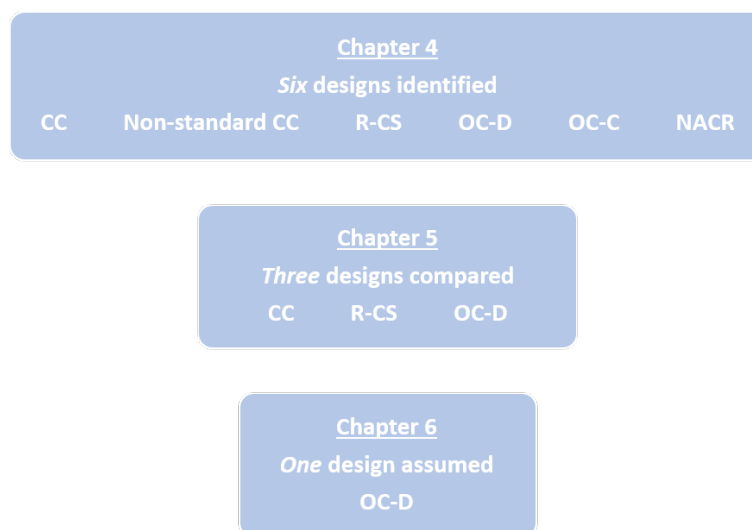 Chapter 4
Six designs identified
CC Non-standard CC R-CS OC-D OC-C NACR
Chapter 5
Three designs compared
CC R-CS OC-D
Chapter 6
One design assumed
OC-D